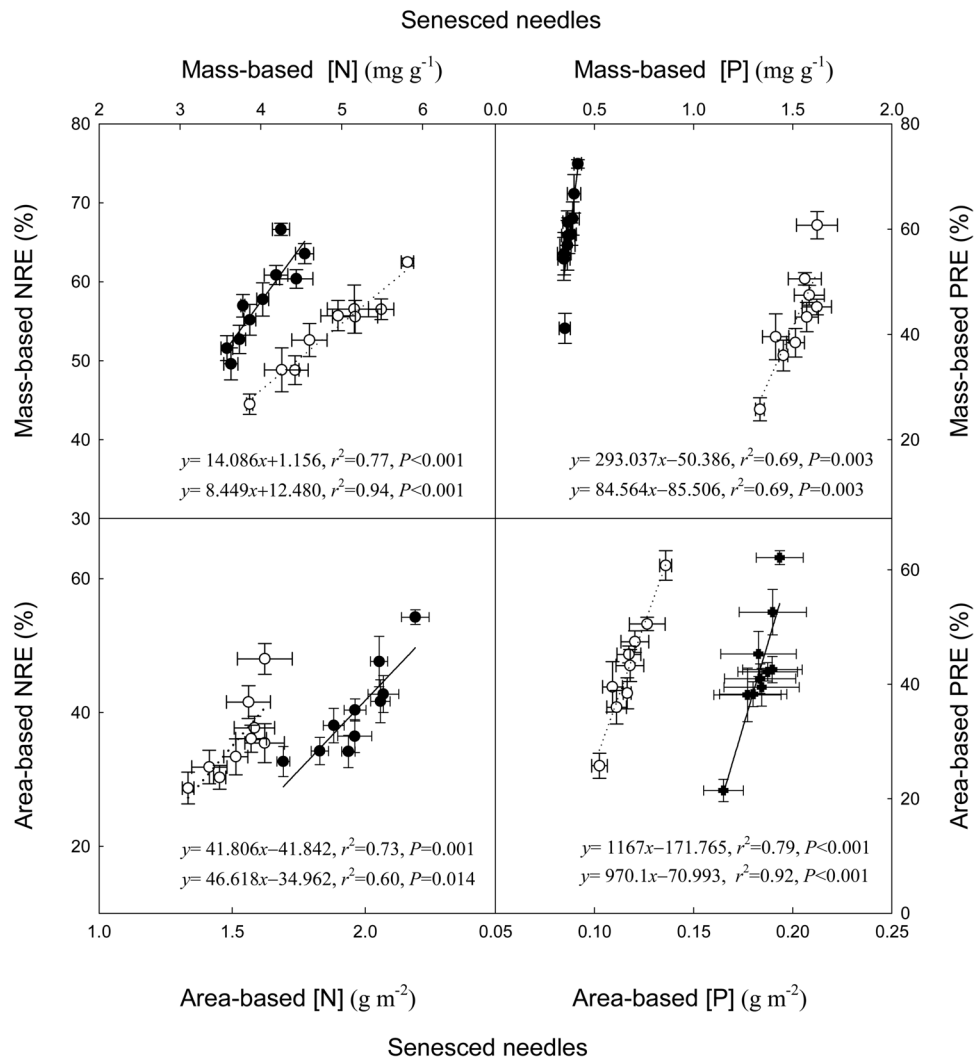 Senesced needles
Mass-based [N] (mg g⁻¹)
Mass-based [P] (mg g⁻¹)
2 3 4 5 6 0.0 0.5 1.0 1.5 2.0
80
70
60
50
40
30
Mass-based NRE (%)
80
60
40
20
Mass-based PRE (%)
y= 14.086x+1.156, r²=0.77, P<0.001
y= 8.449x+12.480, r²=0.94, P<0.001
y= 293.037x−50.386, r²=0.69, P=0.003
y= 84.564x−85.506, r²=0.69, P=0.003
60
40
20
Area-based NRE (%)
60
40
20
0
Area-based PRE (%)
y= 41.806x−41.842, r²=0.73, P=0.001
y= 46.618x−34.962, r²=0.60, P=0.014
y= 1167x−171.765, r²=0.79, P<0.001
y= 970.1x−70.993, r²=0.92, P<0.001
1.0 1.5 2.0 0.05 0.10 0.15 0.20 0.25
Area-based [N] (g m⁻²)
Area-based [P] (g m⁻²)
Senesced needles